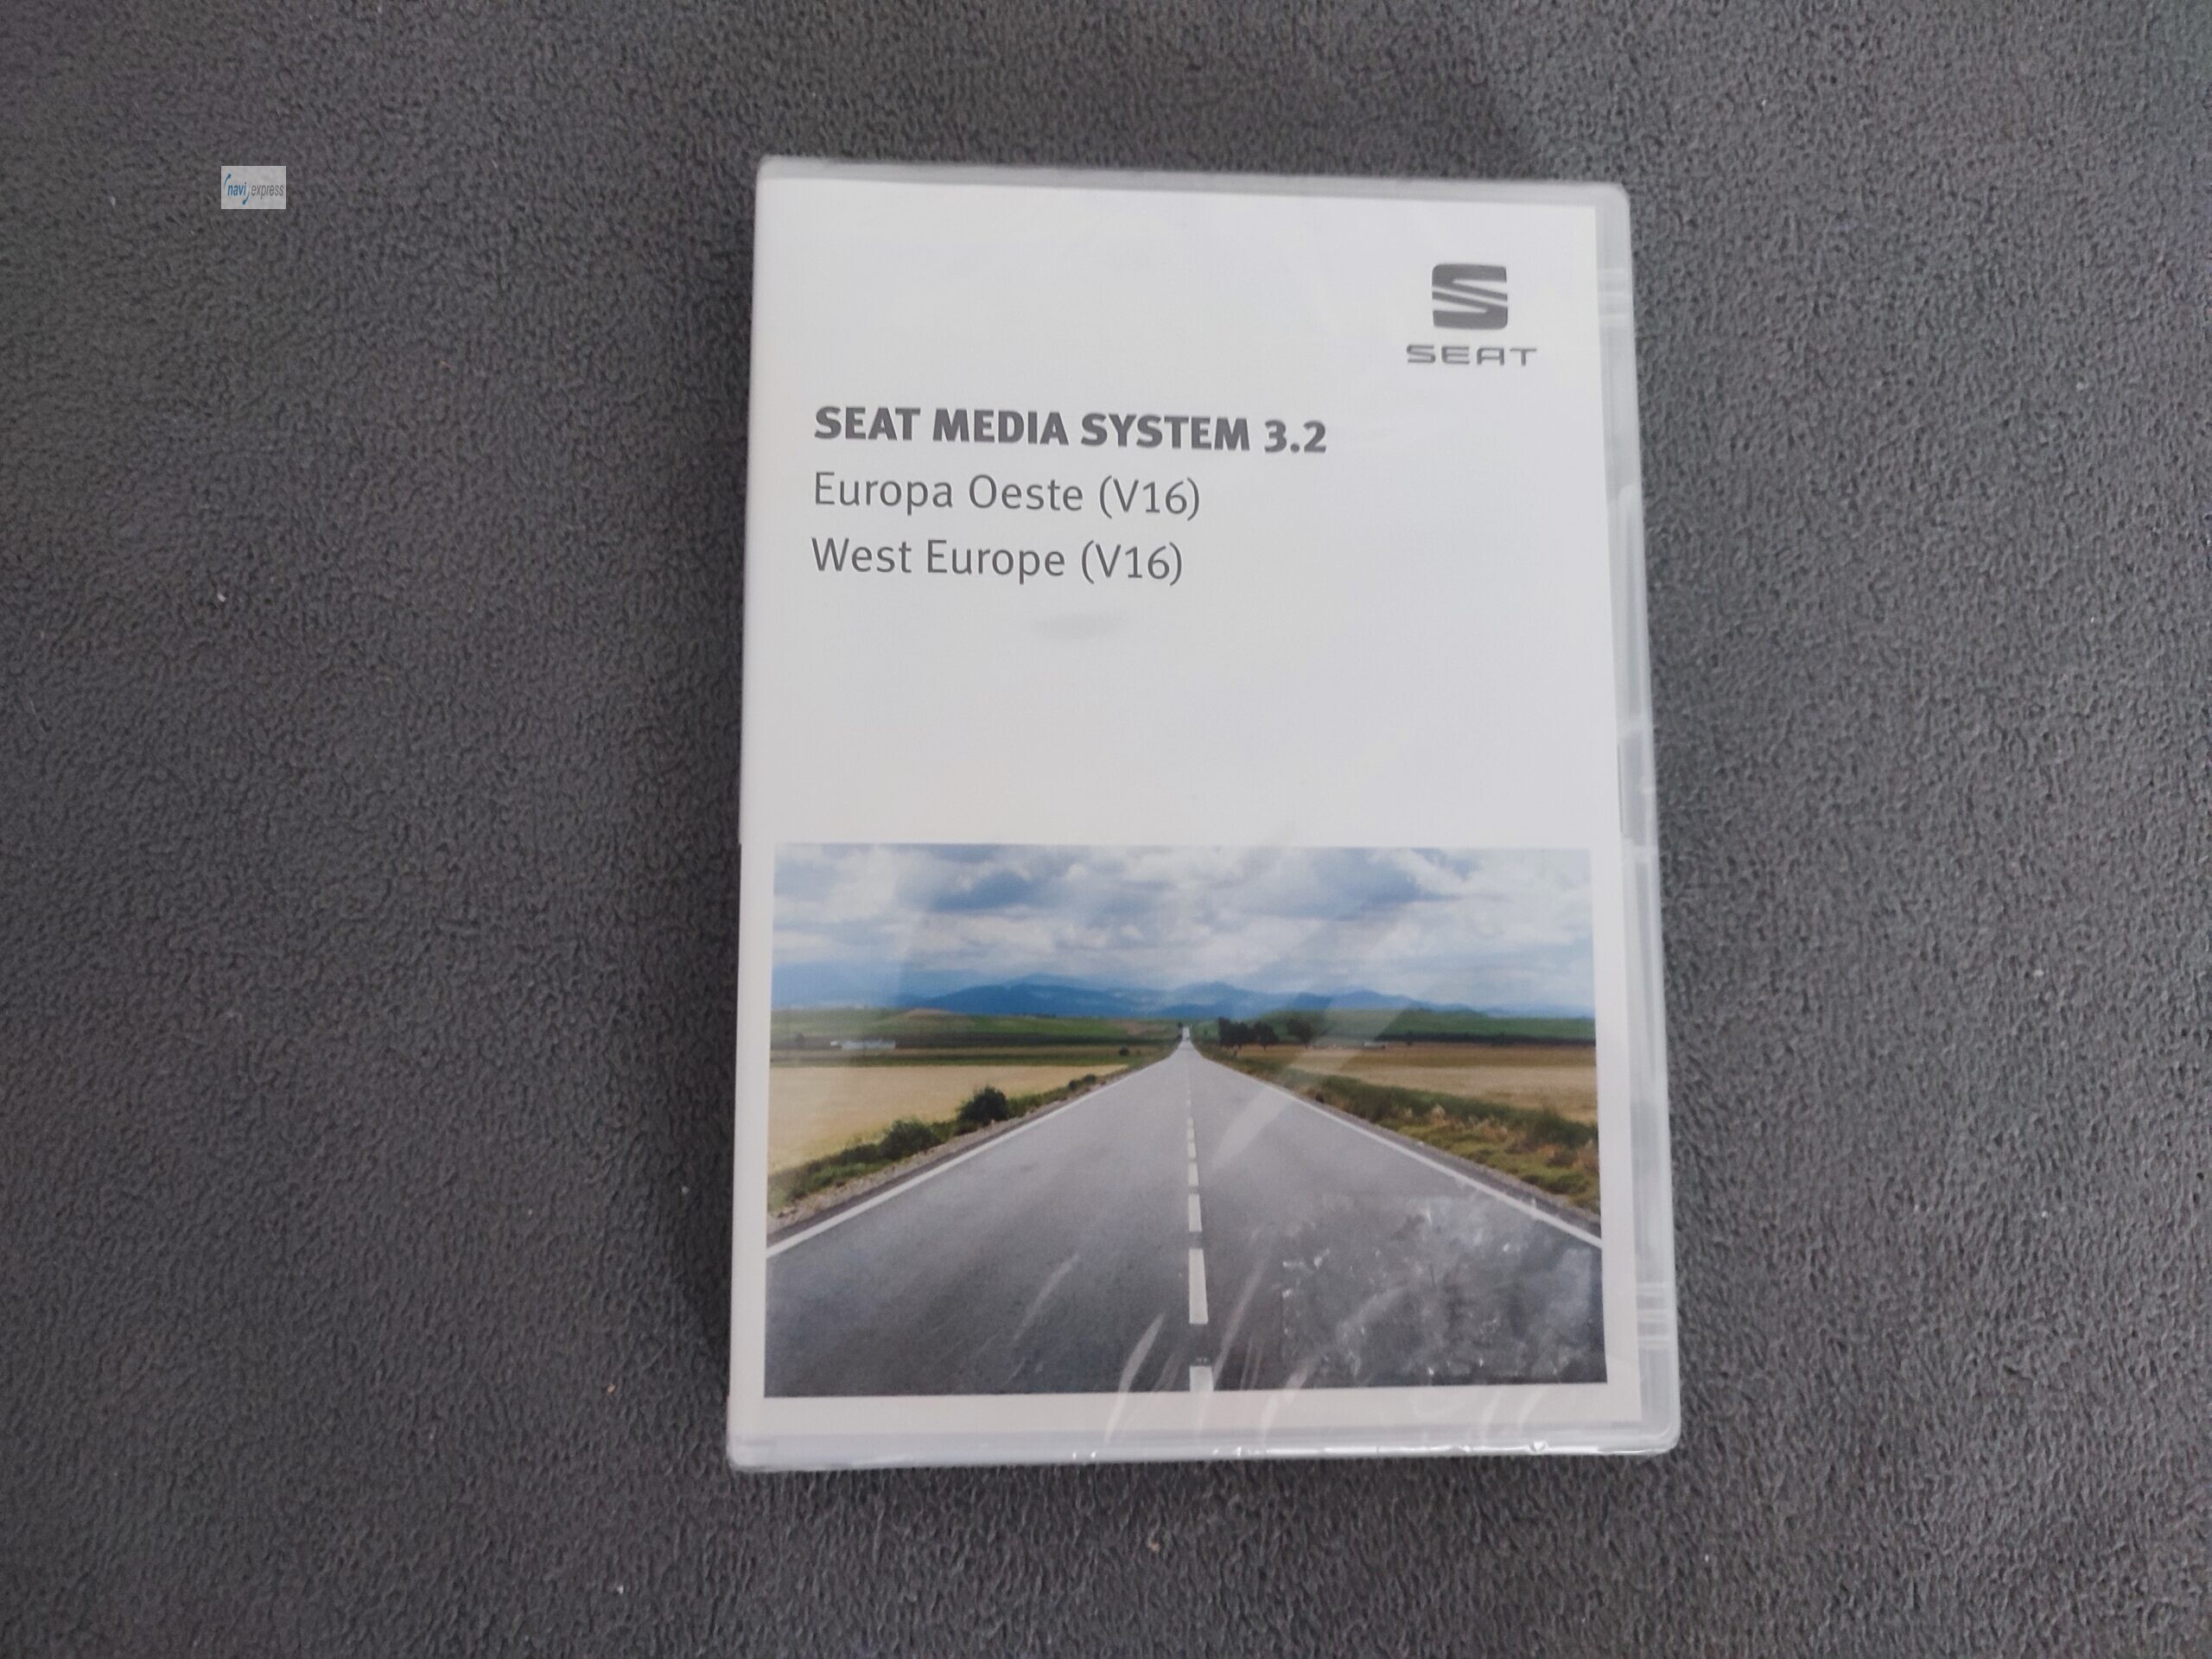 navi express
SEAT
SEAT MEDIA SYSTEM 3.2
Europa Oeste (V16)
West Europe (V16)